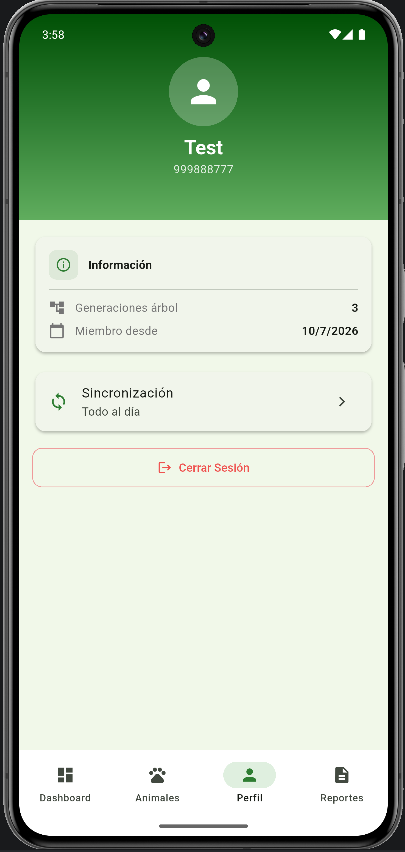 3:58
Test
999888777
Información
Generaciones árbol 3
Miembro desde 10/7/2026
Sincronización
Todo al día
Cerrar Sesión
Dashboard Animales Perfil Reportes